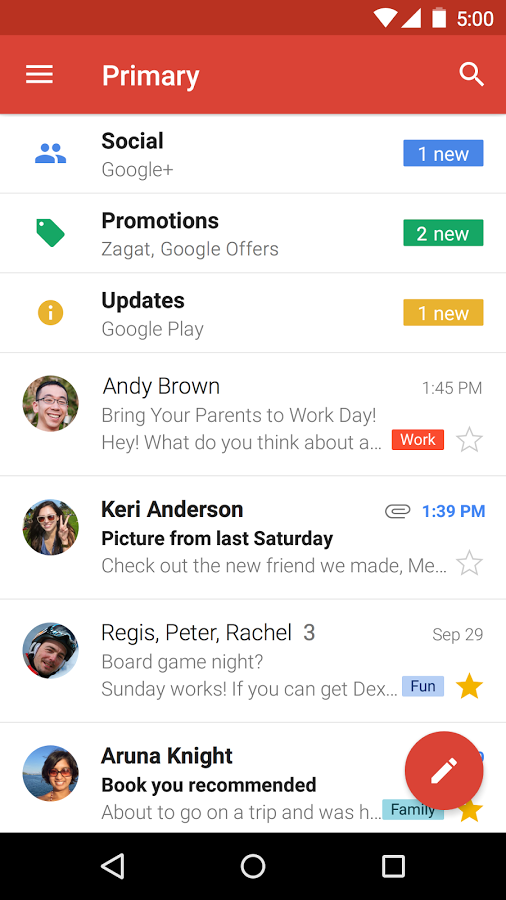 5:00
Primary
Social
1 new
Google+
Promotions
2 new
Zagat, Google Offers
Updates
1 new
Google Play
Andy Brown
1:45 PM
Bring Your Parents to Work Day!
Hey! What do you think about a...
Work
Keri Anderson
1:39 PM
Picture from last Saturday
Check out the new friend we made, Me...
Regis, Peter, Rachel 3
Sep 29
Board game night?
Sunday works! If you can get Dex...
Fun
Aruna Knight
Book you recommended
About to go on a trip and was h...
Family